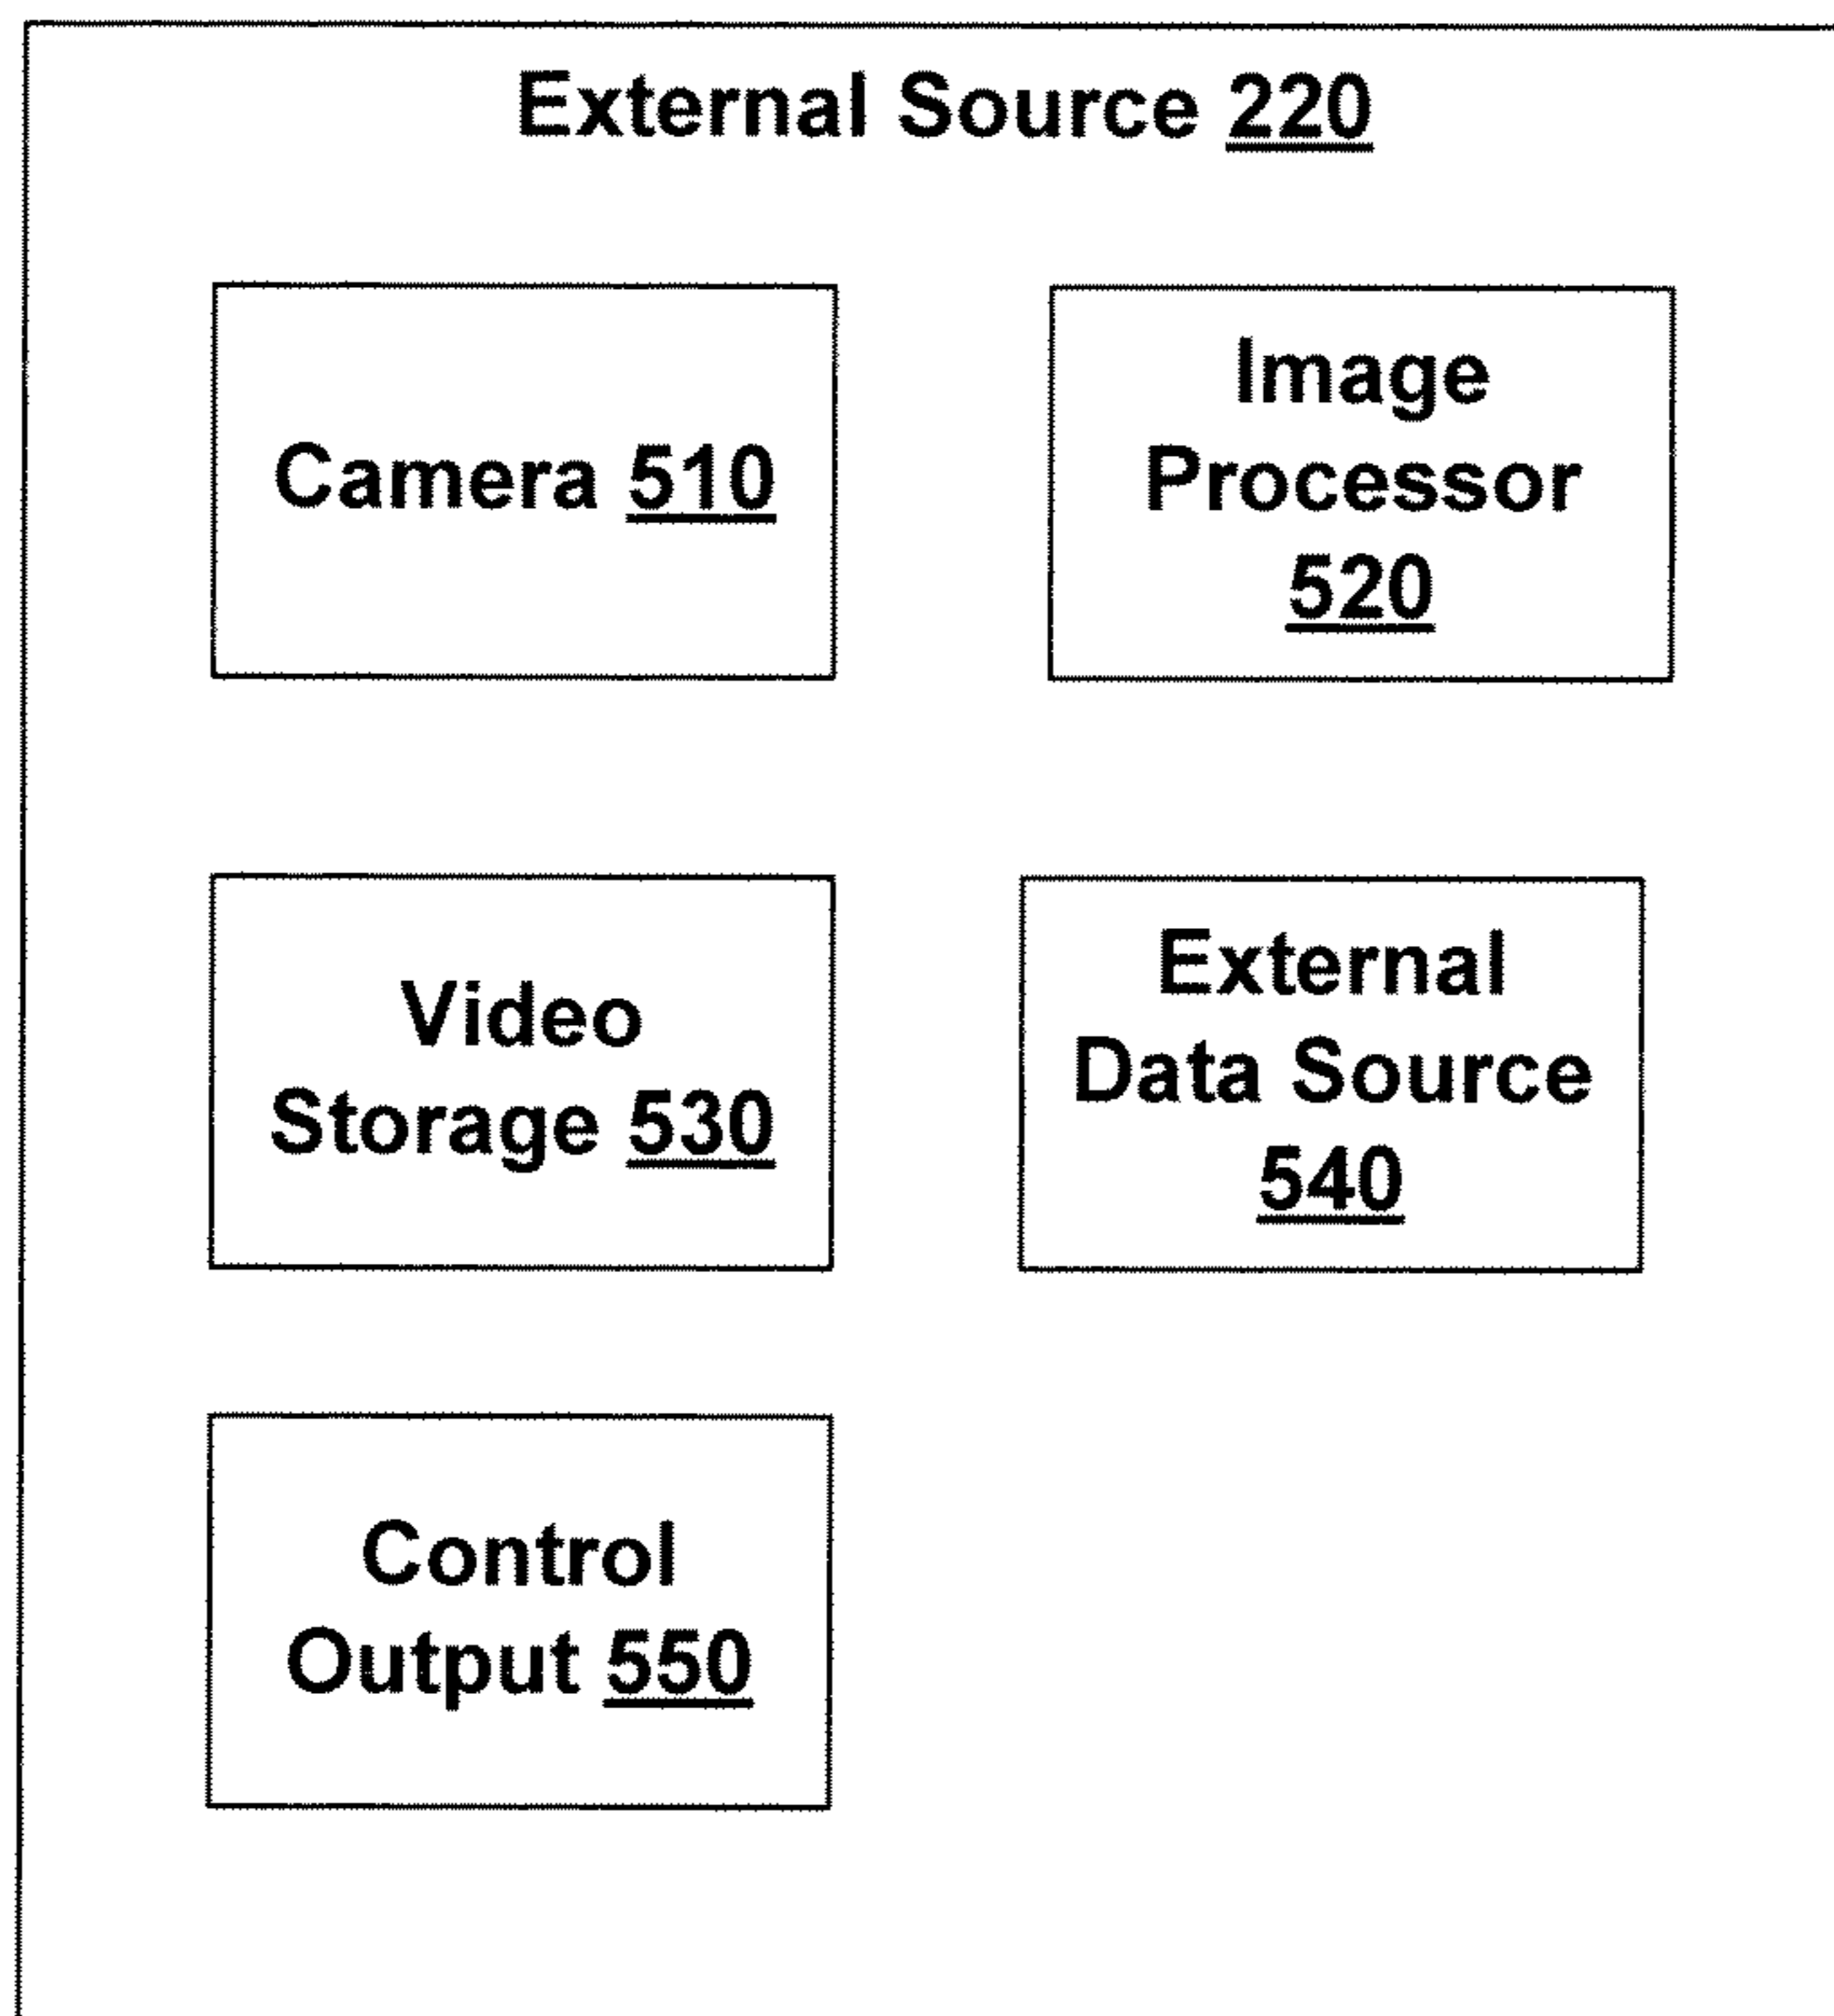 External Source 220
Camera 510
Image
Processor
520
Video
Storage 530
External
Data Source
540
Control
Output 550